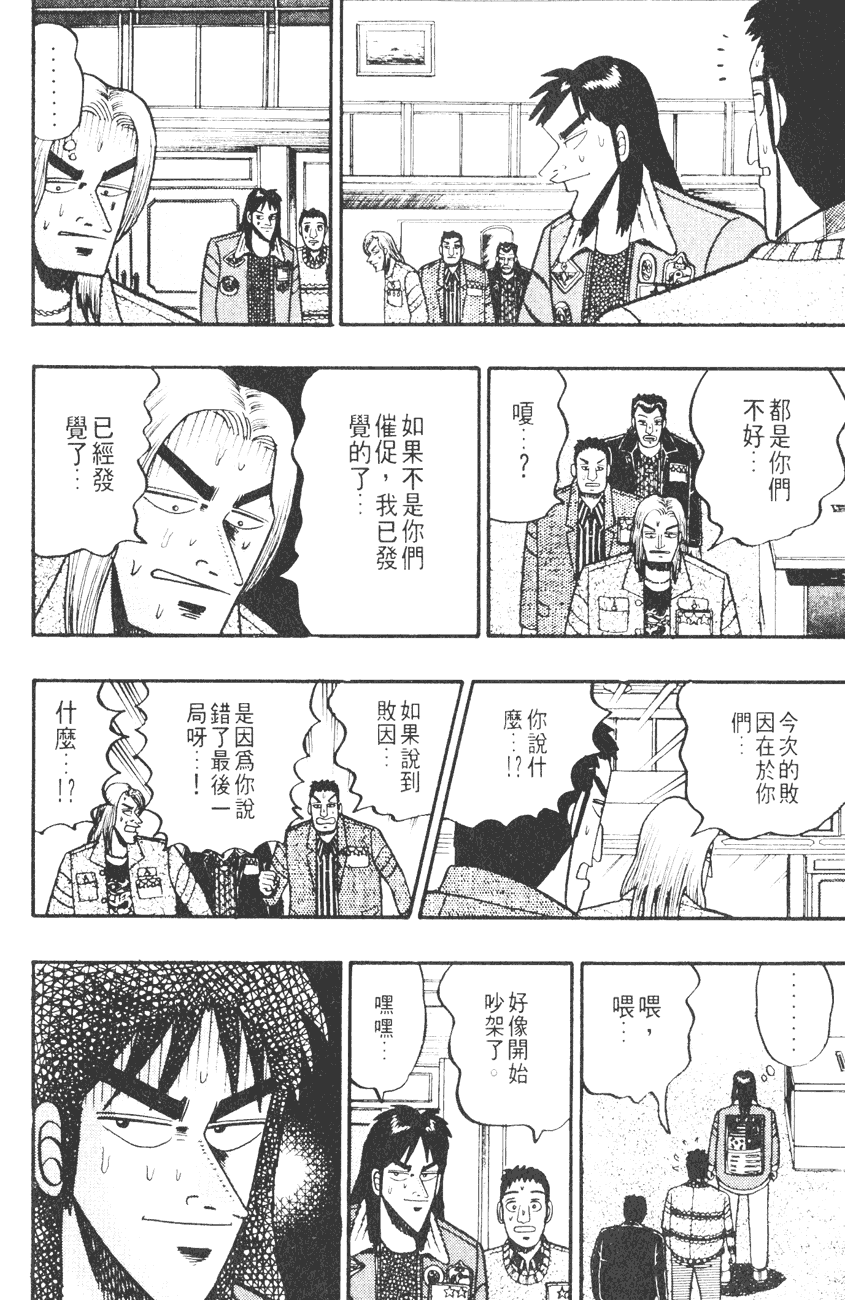 ………
都是你們
不好…
嗄…?
如果不是你們
催促，我已發
覺的了…
已經發
覺了…
今次的敗
因在於你
們…
你說什
麼…!?
如果說到
敗因…
是因爲你說
錯了最後一
局呀…!
什麼…!?
………
喂，
喂…
好像開始
吵架了。
嘿
嘿…